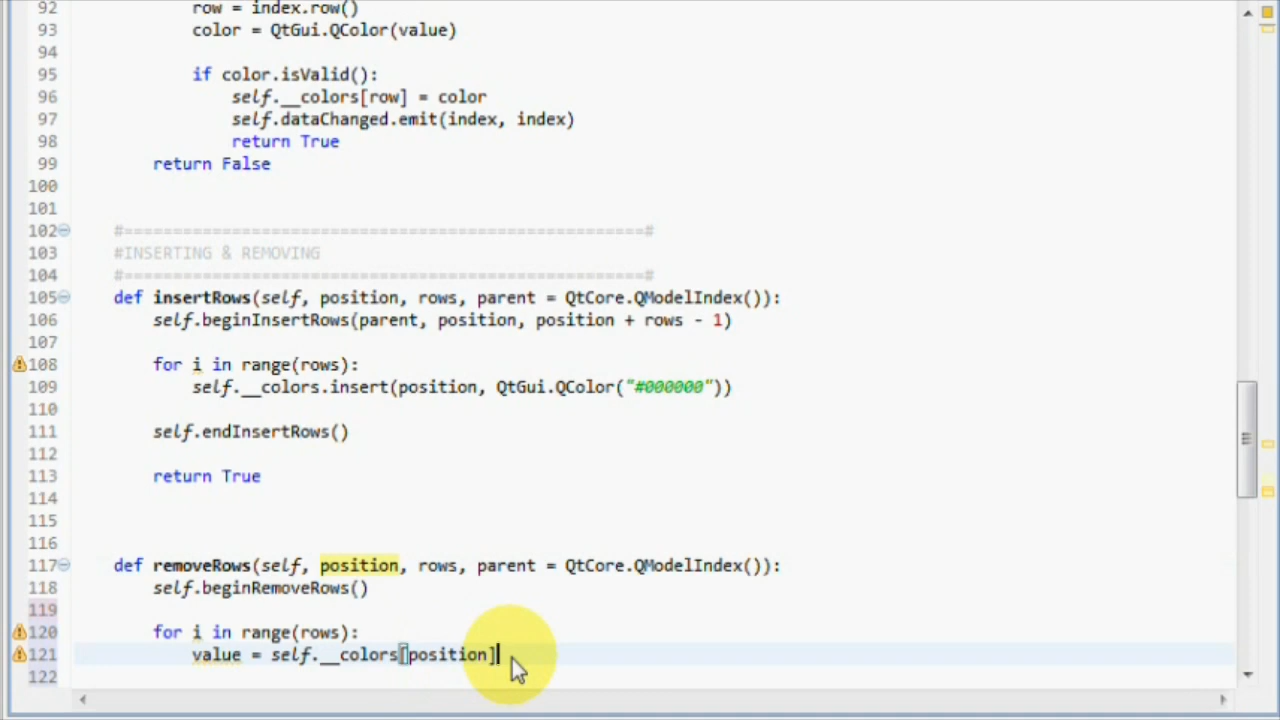 92 row = index.row()
93 color = QtGui.QColor(value)
94
95 if color.isValid():
96 self.__colors[row] = color
97 self.dataChanged.emit(index, index)
98 return True
99 return False
100
101
102 #======================================================#
103 #INSERTING & REMOVING
104 #======================================================#
105 def insertRows(self, position, rows, parent = QtCore.QModelIndex()):
106 self.beginInsertRows(parent, position, position + rows - 1)
107
108 for i in range(rows):
109 self.__colors.insert(position, QtGui.QColor("#000000"))
110
111 self.endInsertRows()
112
113 return True
114
115
116
117 def removeRows(self, position, rows, parent = QtCore.QModelIndex()):
118 self.beginRemoveRows()
119
120 for i in range(rows):
121 value = self.__colors[position]
122